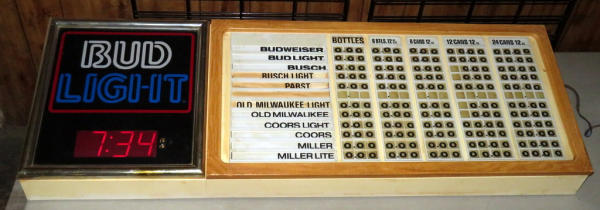 BUD
LIGHT
7:34
BOTTLES
6 BTLS. 12 oz.
6 CANS 12 oz.
12 CANS 12 oz.
24 CANS 12 oz.
BUDWEISER
BUD LIGHT
BUSCH
BUSCH LIGHT
PABST
OLD MILWAUKEE LIGHT
OLD MILWAUKEE
COORS LIGHT
COORS
MILLER
MILLER LITE